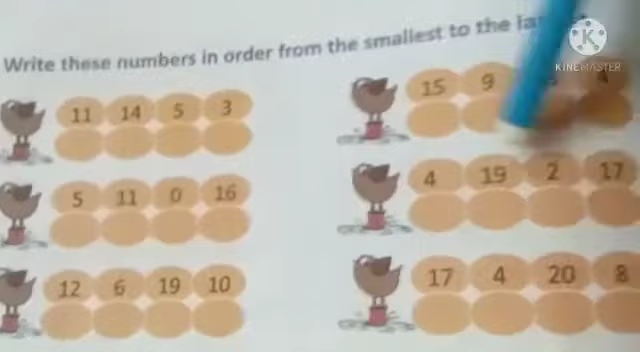 Write these numbers in order from the smallest to the
KINEMASTER
11 14 5 3
15 9
5 11 0 16
4 19 2 17
12 6 19 10
17 4 20 8